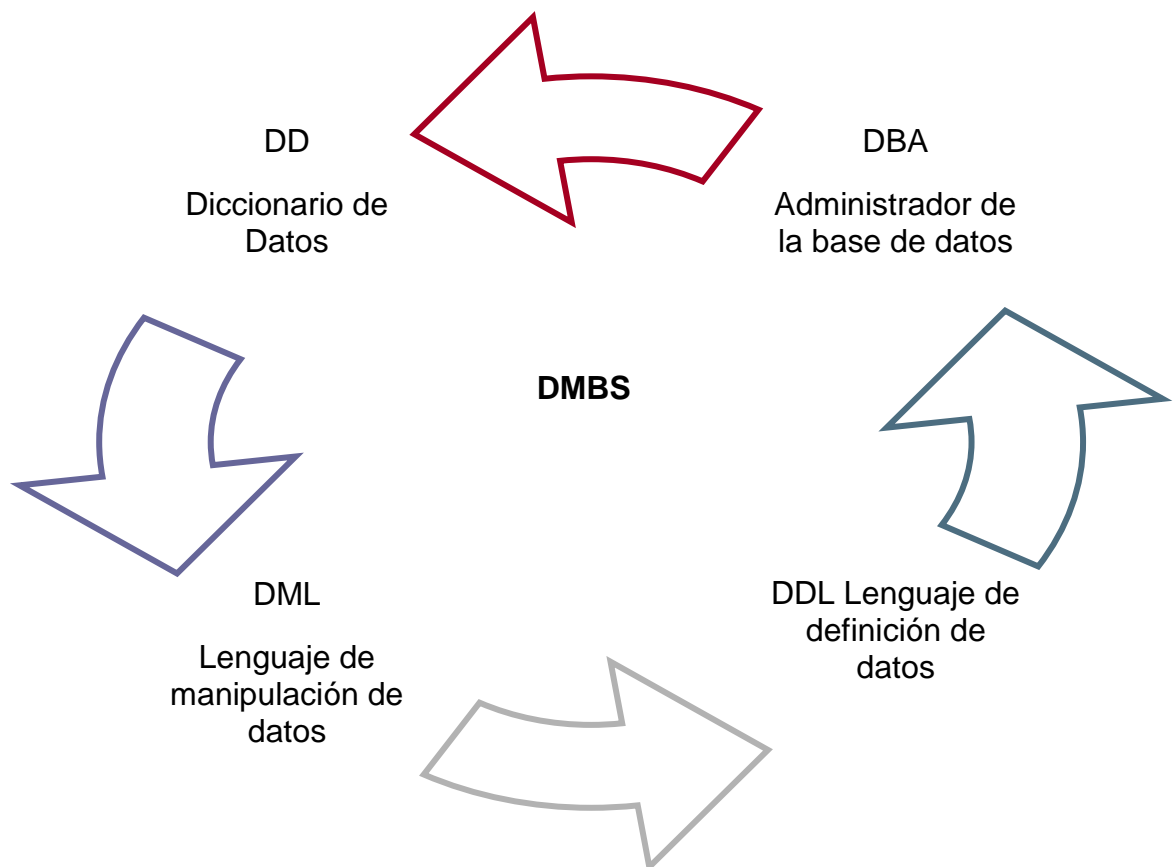 DD
Diccionario de
Datos
DBA
Administrador de
la base de datos
DMBS
DML
Lenguaje de
manipulación de
datos
DDL Lenguaje de
definición de
datos